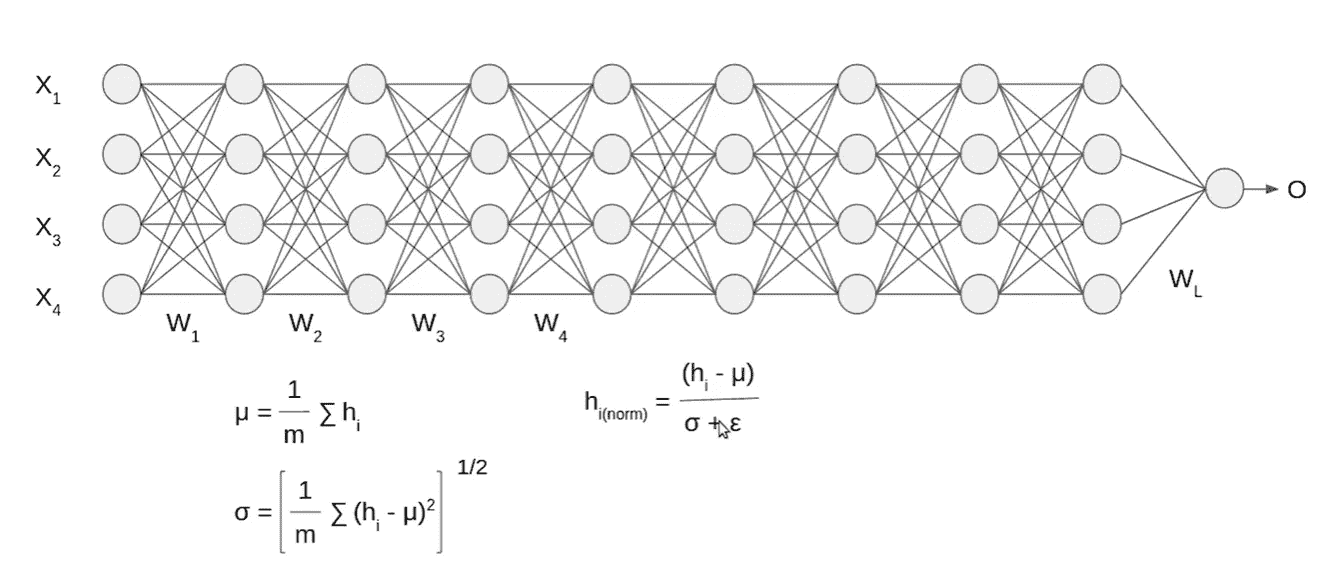 X1
X2
X3
X4
O
WL
W1 W2 W3 W4
μ = 1/m ∑ hi
hi(norm) = (hi - μ) / σ + ε
σ = [1/m ∑ (hi - μ)²]^1/2